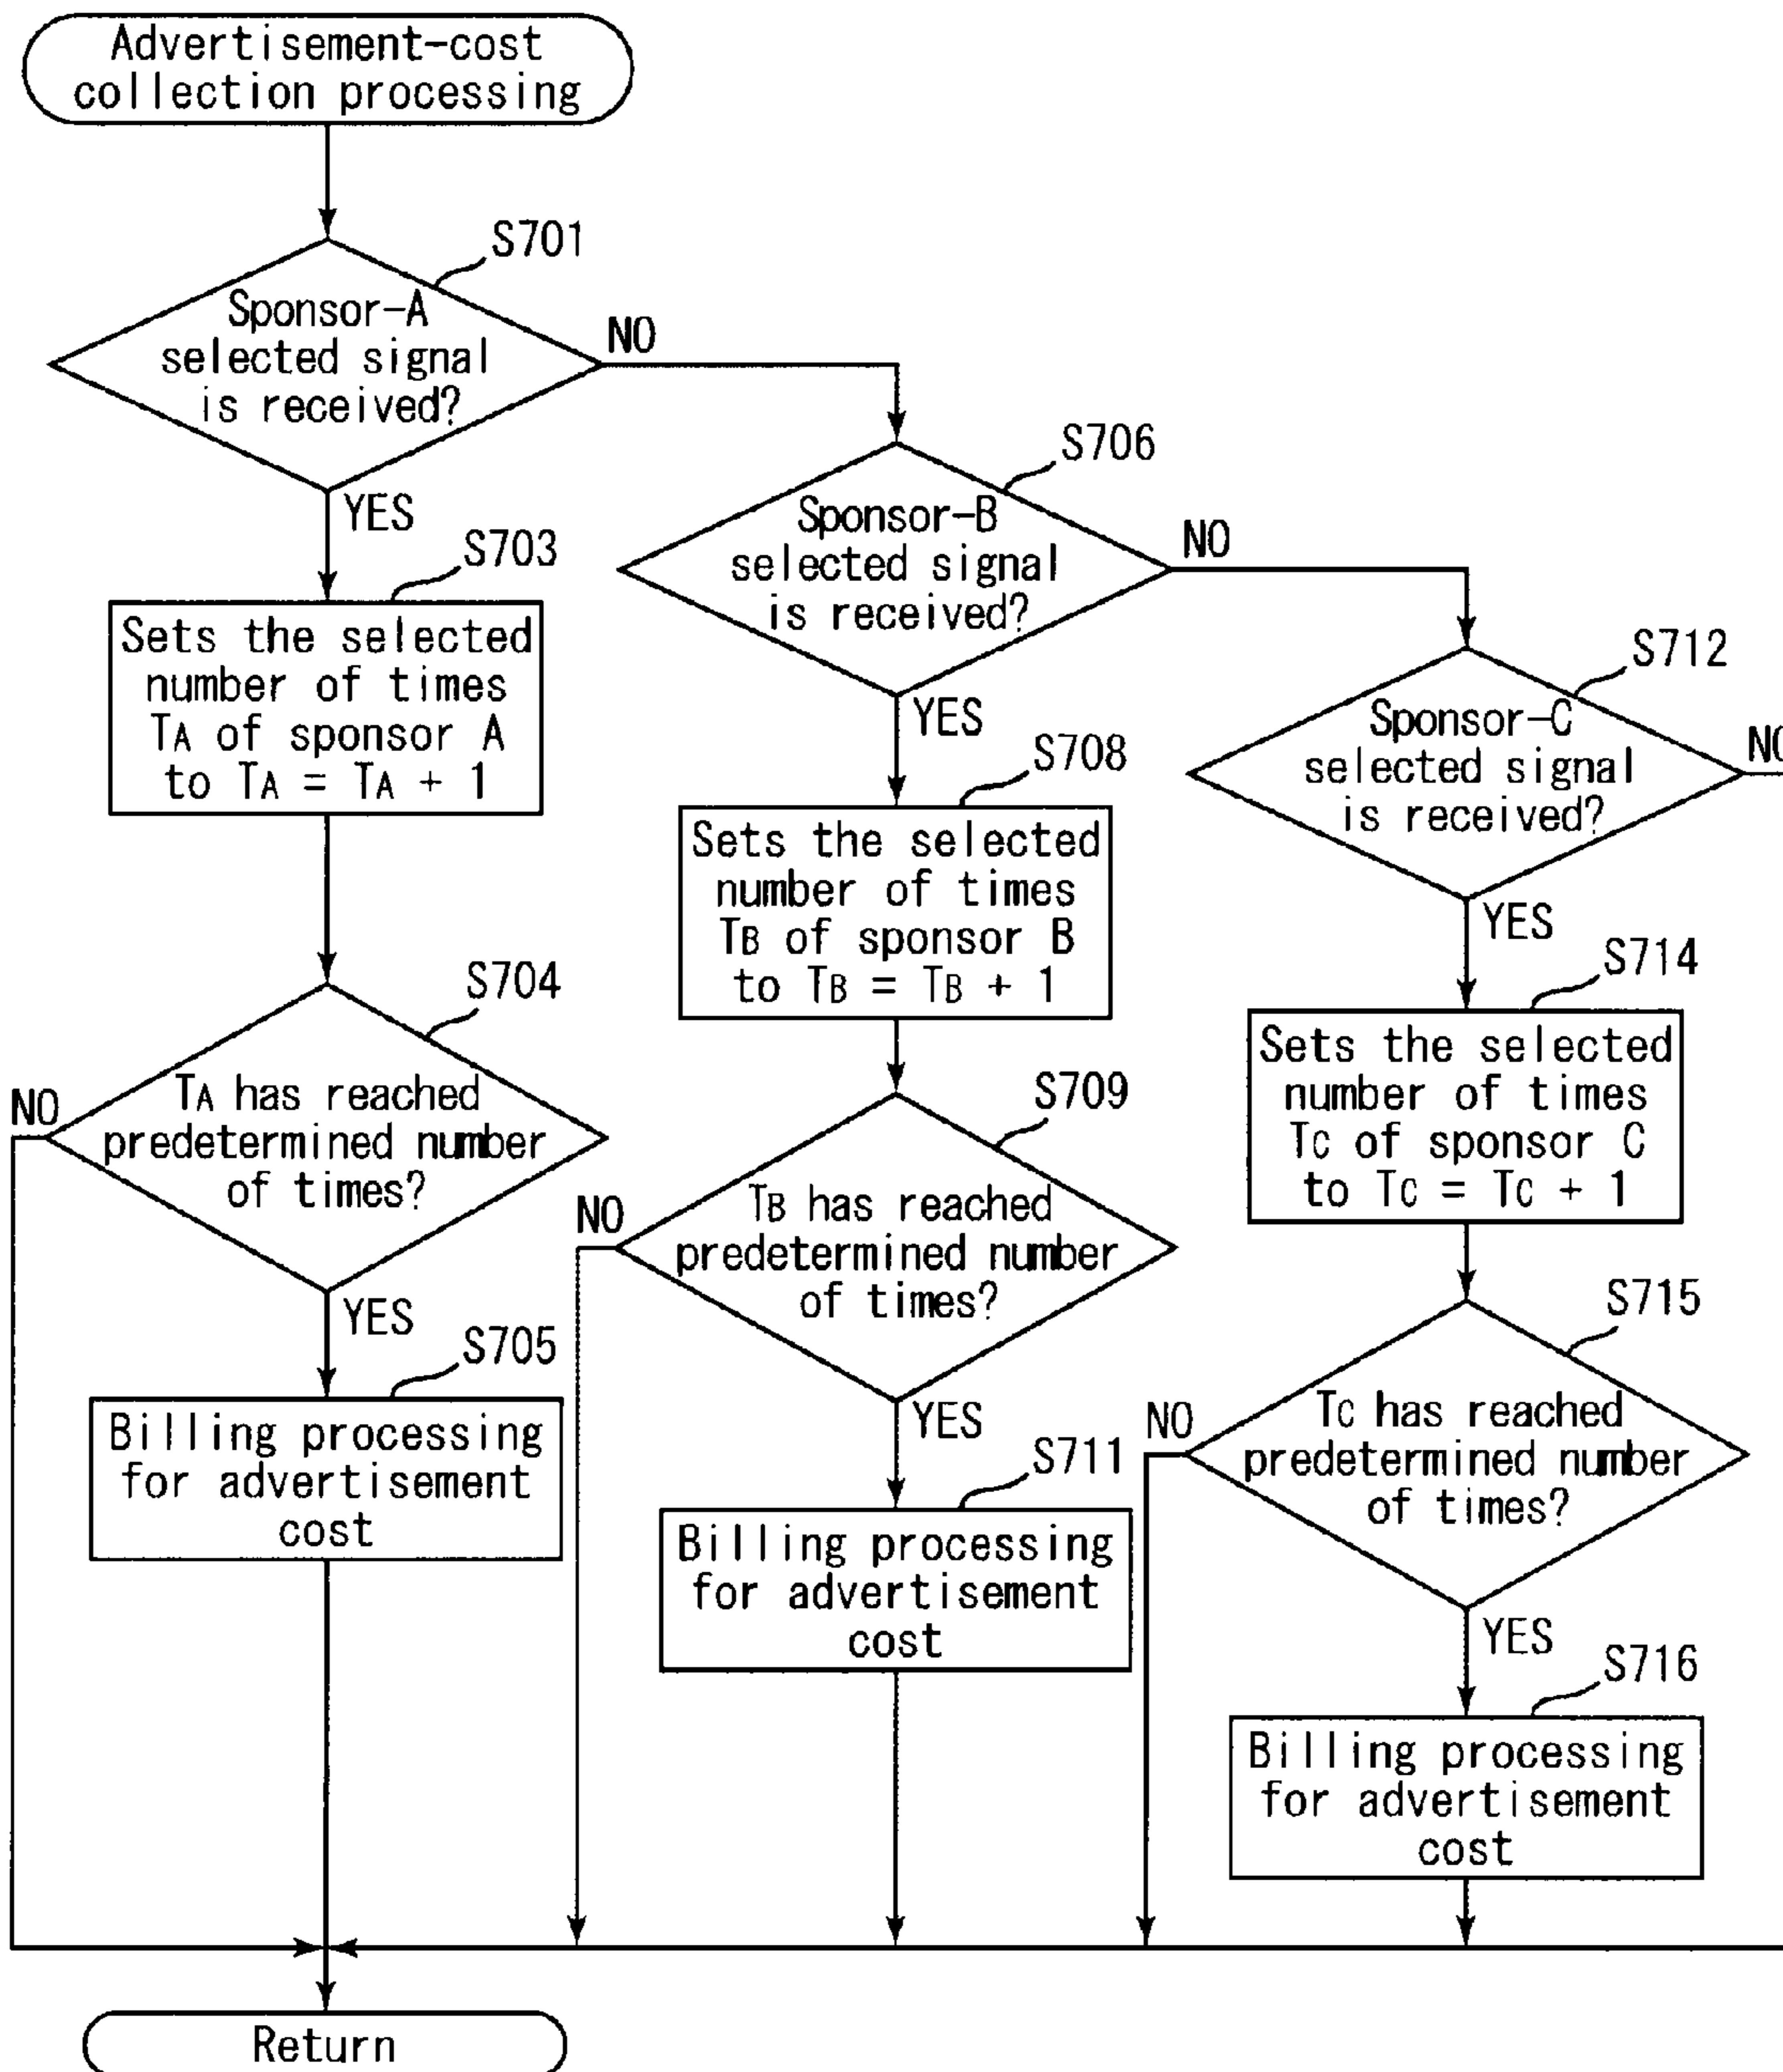 Advertisement-cost
collection processing
S701
Sponsor-A
selected signal
is received?
NO
YES
S703
Sets the selected
number of times
TA of sponsor A
to TA = TA + 1
S704
TA has reached
predetermined number
of times?
NO
YES
S705
Billing processing
for advertisement
cost
S706
Sponsor-B
selected signal
is received?
NO
YES
S708
Sets the selected
number of times
TB of sponsor B
to TB = TB + 1
S709
TB has reached
predetermined number
of times?
NO
YES
S711
Billing processing
for advertisement
cost
S712
Sponsor-C
selected signal
is received?
NO
YES
S714
Sets the selected
number of times
TC of sponsor C
to TC = TC + 1
S715
TC has reached
predetermined number
of times?
NO
YES
S716
Billing processing
for advertisement
cost
Return